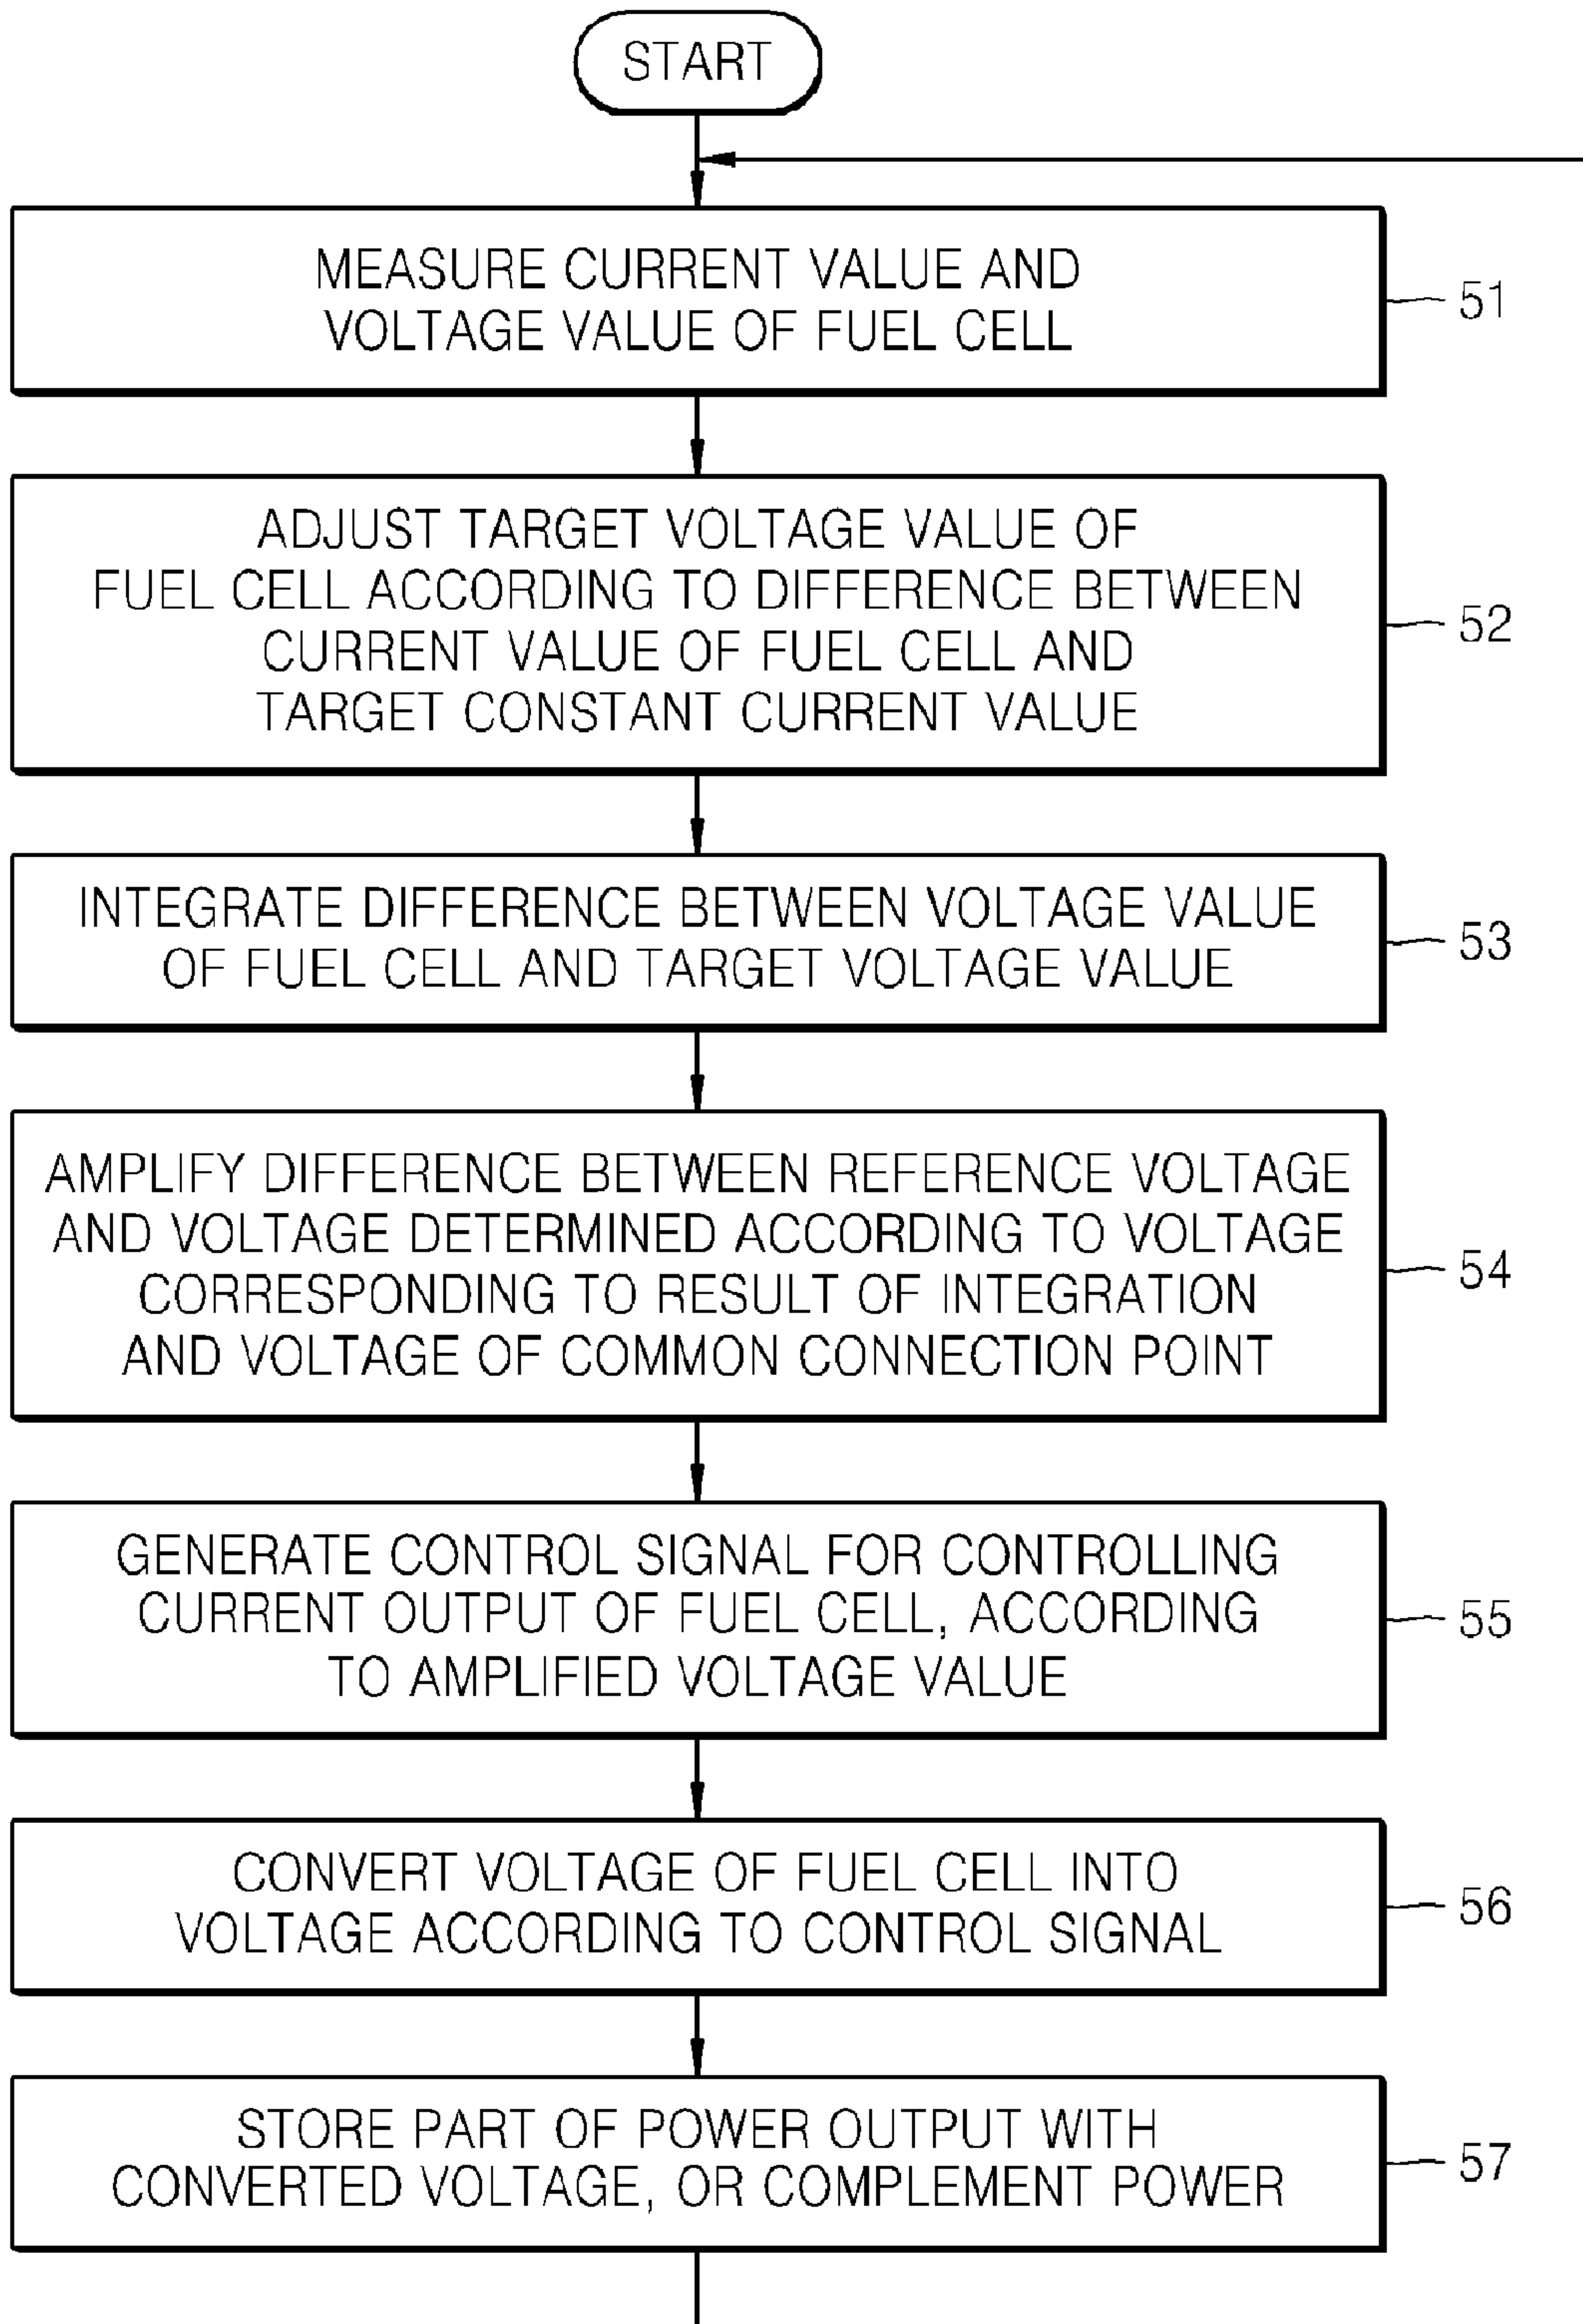 START
MEASURE CURRENT VALUE AND
VOLTAGE VALUE OF FUEL CELL
51
ADJUST TARGET VOLTAGE VALUE OF
FUEL CELL ACCORDING TO DIFFERENCE BETWEEN
CURRENT VALUE OF FUEL CELL AND
TARGET CONSTANT CURRENT VALUE
52
INTEGRATE DIFFERENCE BETWEEN VOLTAGE VALUE
OF FUEL CELL AND TARGET VOLTAGE VALUE
53
AMPLIFY DIFFERENCE BETWEEN REFERENCE VOLTAGE
AND VOLTAGE DETERMINED ACCORDING TO VOLTAGE
CORRESPONDING TO RESULT OF INTEGRATION
AND VOLTAGE OF COMMON CONNECTION POINT
54
GENERATE CONTROL SIGNAL FOR CONTROLLING
CURRENT OUTPUT OF FUEL CELL, ACCORDING
TO AMPLIFIED VOLTAGE VALUE
55
CONVERT VOLTAGE OF FUEL CELL INTO
VOLTAGE ACCORDING TO CONTROL SIGNAL
56
STORE PART OF POWER OUTPUT WITH
CONVERTED VOLTAGE, OR COMPLEMENT POWER
57